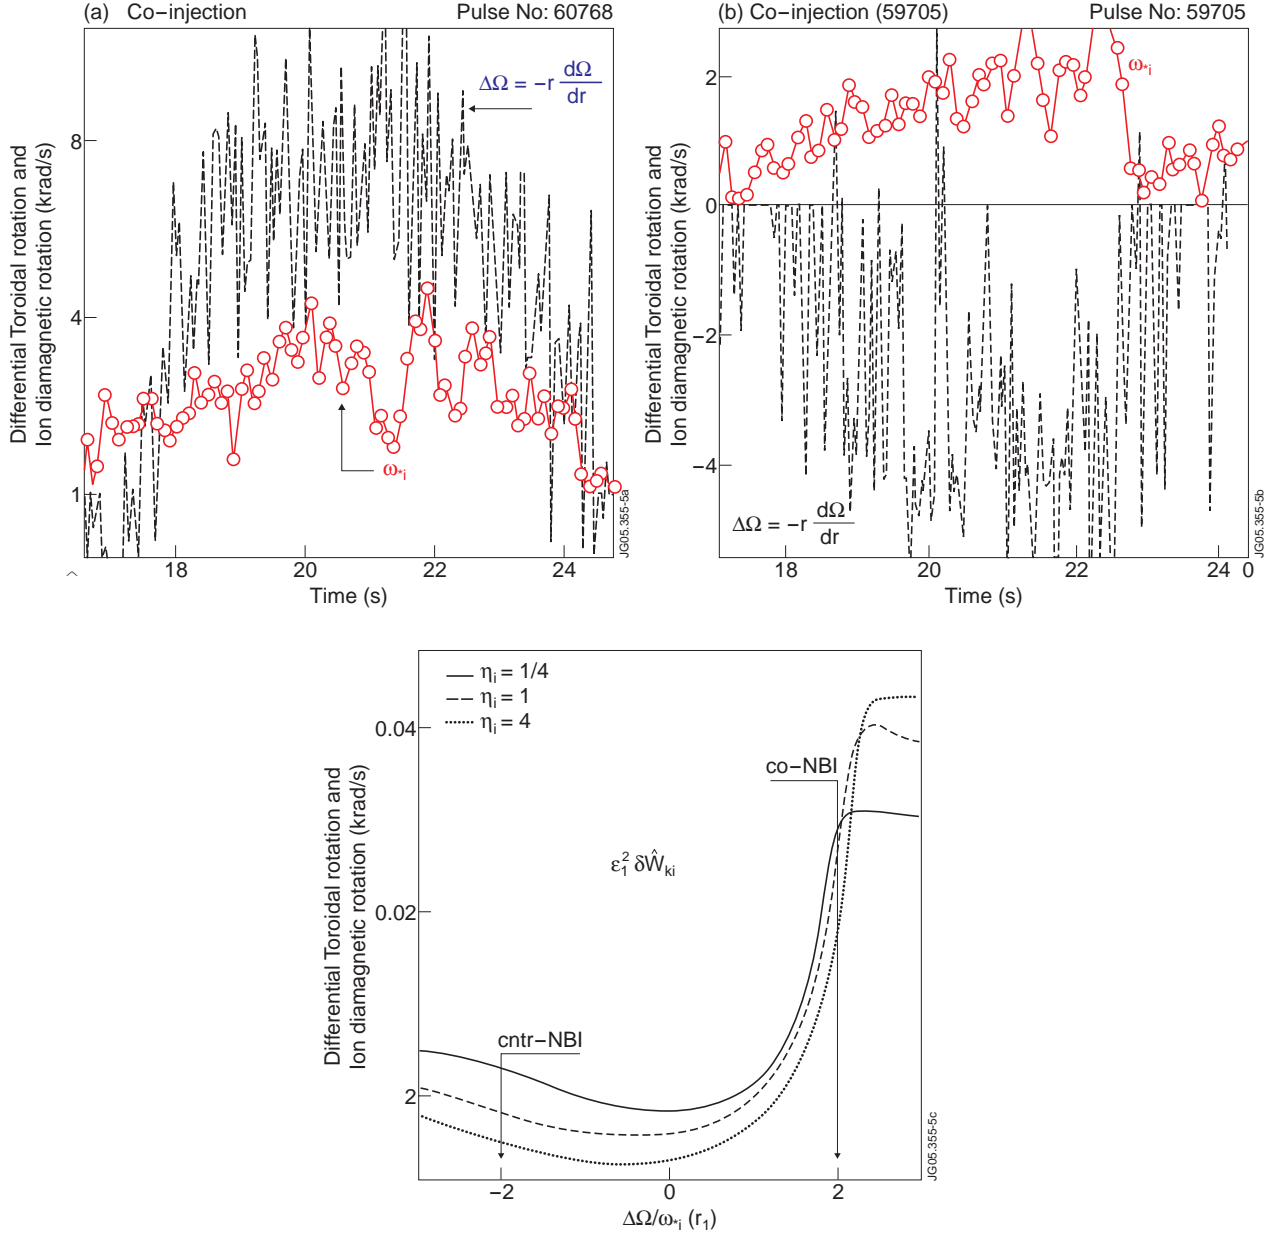 (a) Co−injection Pulse No: 60768
ΔΩ = −r dΩ/dr
8
4
1
Differential Toroidal rotation and
Ion diamagnetic rotation (krad/s)
ω*i
18 20 22 24
Time (s)
JG05.355-5a
(b) Co−injection (59705) Pulse No: 59705
ω*i
2
0
−2
−4
Differential Toroidal rotation and
Ion diamagnetic rotation (krad/s)
ΔΩ = −r dΩ/dr
18 20 22 24 0
Time (s)
JG05.355-5b
ηi = 1/4
ηi = 1
ηi = 4
0.04
0.02
2
Differential Toroidal rotation and
Ion diamagnetic rotation (krad/s)
co−NBI
ε₁² δŴki
cntr−NBI
−2 0 2
ΔΩ/ω*i (r₁)
JG05.355-5c